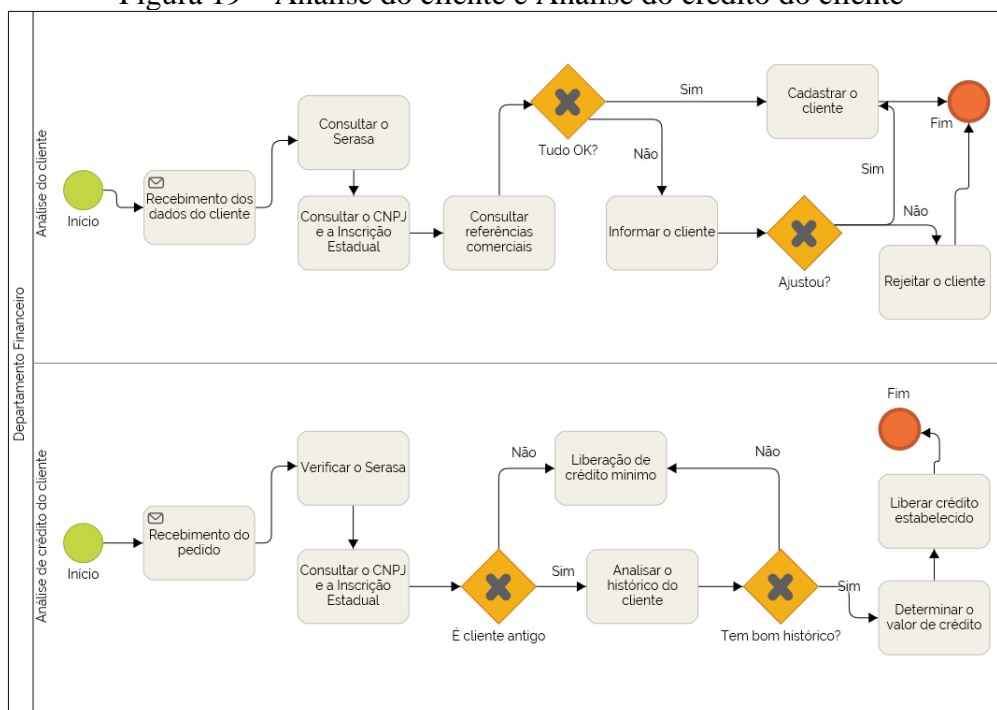 Figura 19 – Análise do cliente e Análise do crédito do cliente
Departamento Financeiro
Análise do cliente
Início
Recebimento dos
dados do cliente
Consultar o
Serasa
Consultar o CNPJ
e a Inscrição
Estadual
Consultar
referências
comerciais
Tudo OK?
Sim
Não
Cadastrar o
cliente
Fim
Informar o cliente
Ajustou?
Sim
Não
Rejeitar o cliente
Análise de crédito do cliente
Início
Recebimento do
pedido
Verificar o Serasa
Consultar o CNPJ
e a Inscrição
Estadual
É cliente antigo
Não
Sim
Liberação de
crédito mínimo
Analisar o
histórico do
cliente
Não
Tem bom histórico?
Sim
Determinar o
valor de crédito
Liberar crédito
estabelecido
Fim